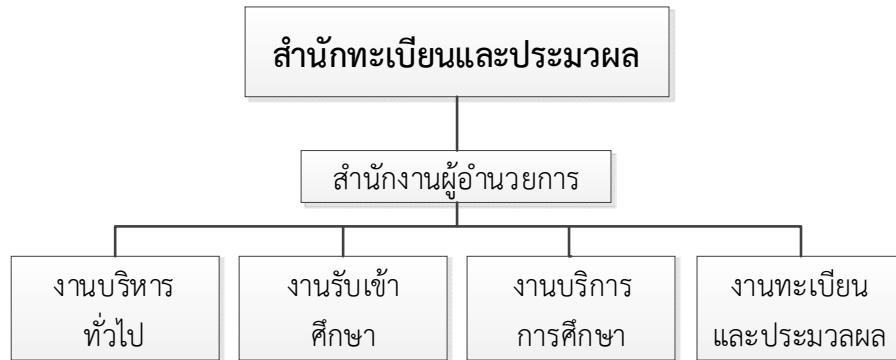 สำนักทะเบียนและประมวผล
สำนักงานผู้อำนวยการ
งานบริหาร
ทั่วไป
งานรับเข้า
ศึกษา
งานบริการ
การศึกษา
งานทะเบียน
และประมวลผล